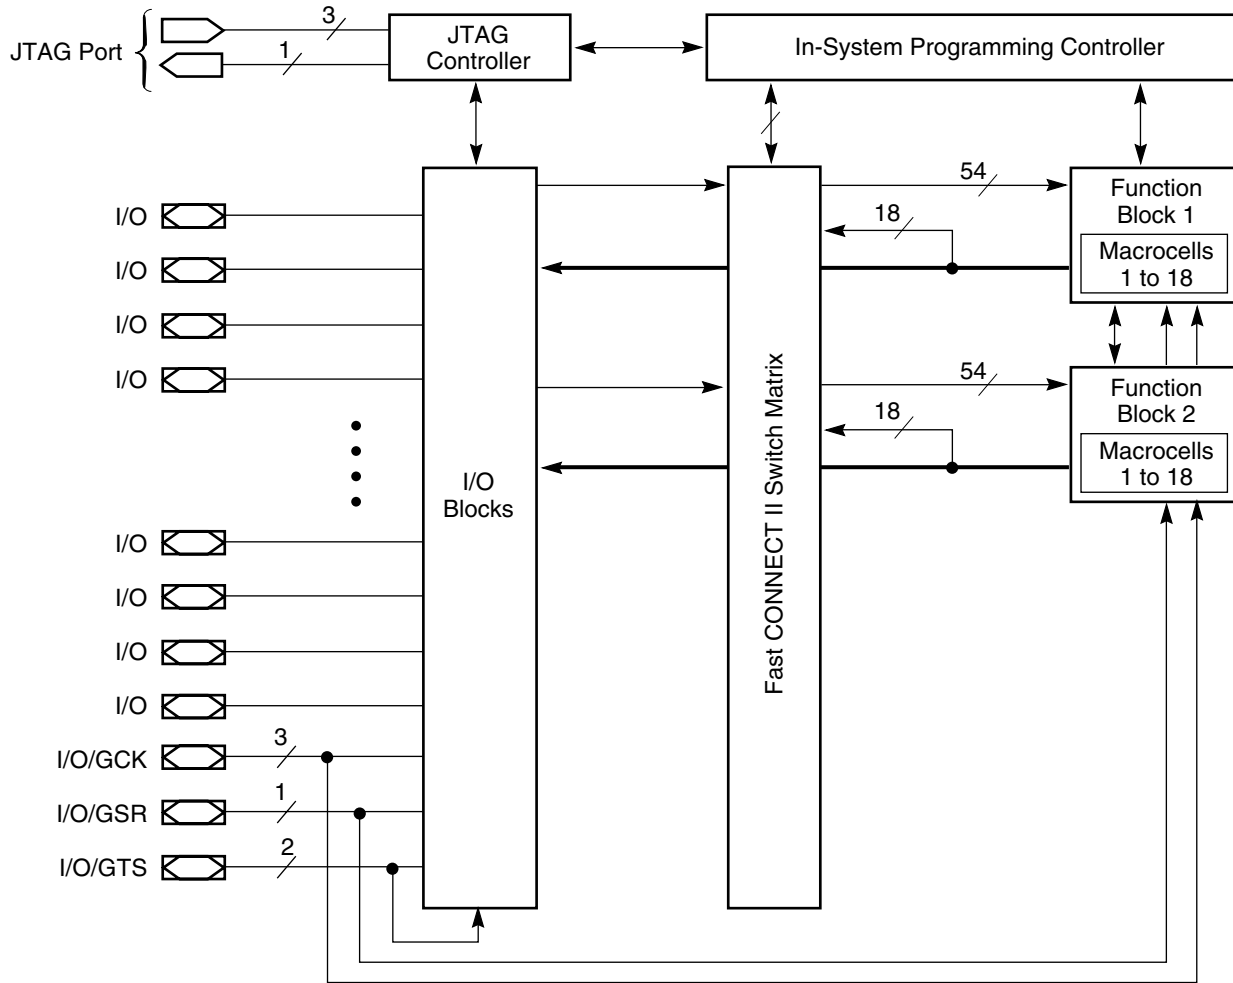 JTAG Port
3
1
JTAG
Controller
In-System Programming Controller
I/O
I/O
I/O
I/O
I/O
I/O
I/O
I/O
I/O/GCK
3
I/O/GSR
1
I/O/GTS
2
I/O
Blocks
Fast CONNECT II Switch Matrix
54
18
Function
Block 1
Macrocells
1 to 18
54
18
Function
Block 2
Macrocells
1 to 18